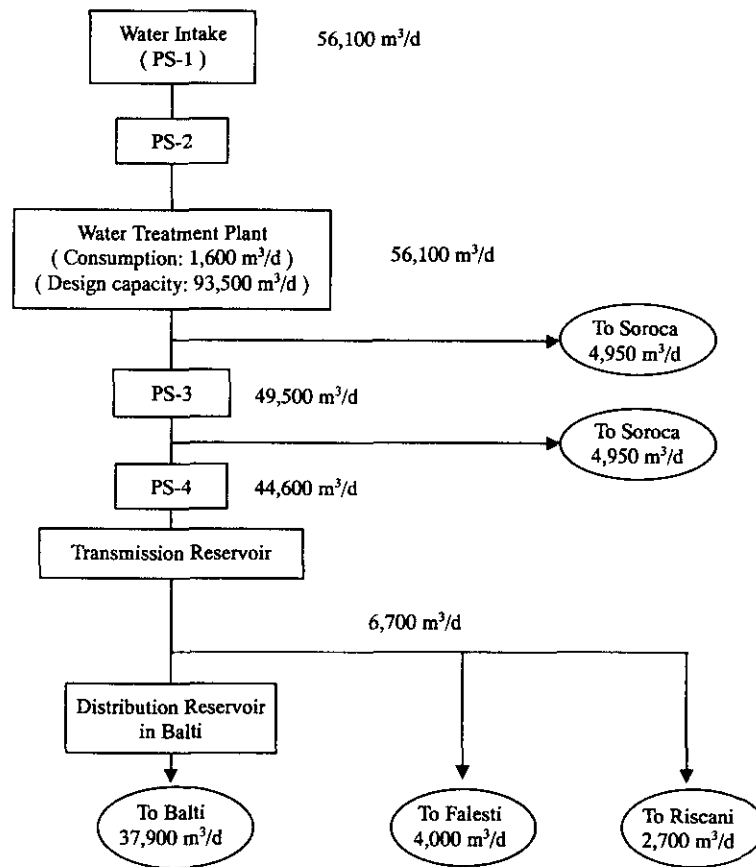 Water Intake
( PS-1 )
56,100 m³/d
PS-2
Water Treatment Plant
( Consumption: 1,600 m³/d )
( Design capacity: 93,500 m³/d )
56,100 m³/d
To Soroca
4,950 m³/d
PS-3
49,500 m³/d
To Soroca
4,950 m³/d
PS-4
44,600 m³/d
Transmission Reservoir
6,700 m³/d
Distribution Reservoir
in Balti
To Balti
37,900 m³/d
To Falesti
4,000 m³/d
To Riscani
2,700 m³/d